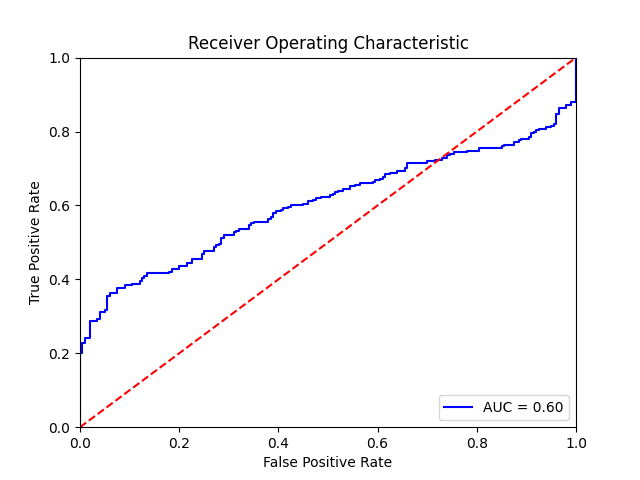 Receiver Operating Characteristic
True Positive Rate
1.0
0.8
0.6
0.4
0.2
0.0
AUC = 0.60
0.0 0.2 0.4 0.6 0.8 1.0
False Positive Rate